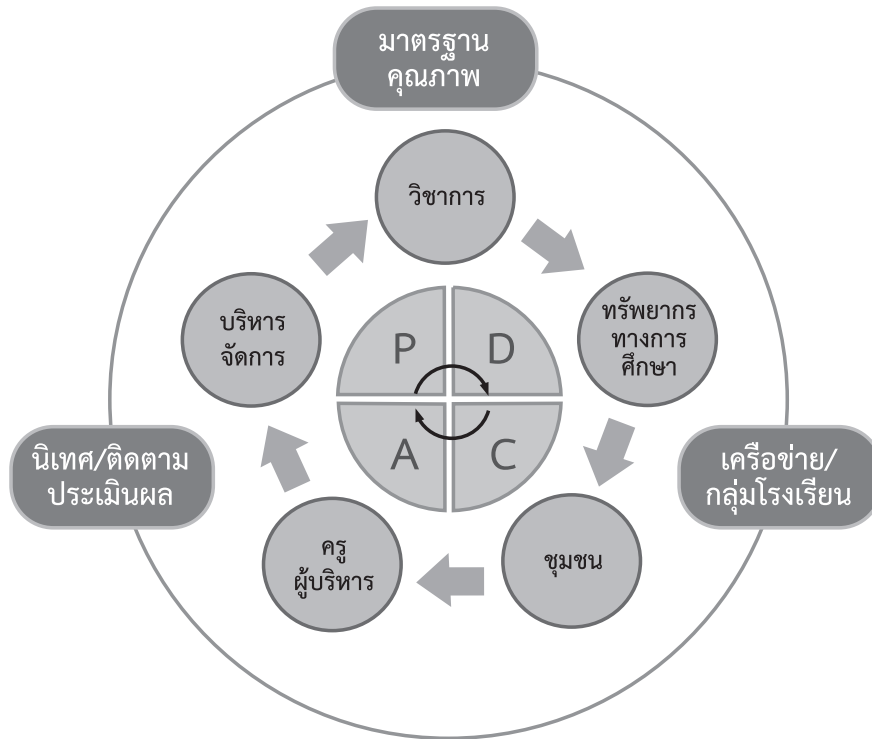 มาตรฐาน
คุณภาพ
วิชาการ
บริหาร
จัดการ
ทรัพยากร
ทางการ
ศึกษา
P
D
A
C
นิเทศ/ติดตาม
ประเมินผล
เครือข่าย/
กลุ่มโรงเรียน
ครู
ผู้บริหาร
ชุมชน